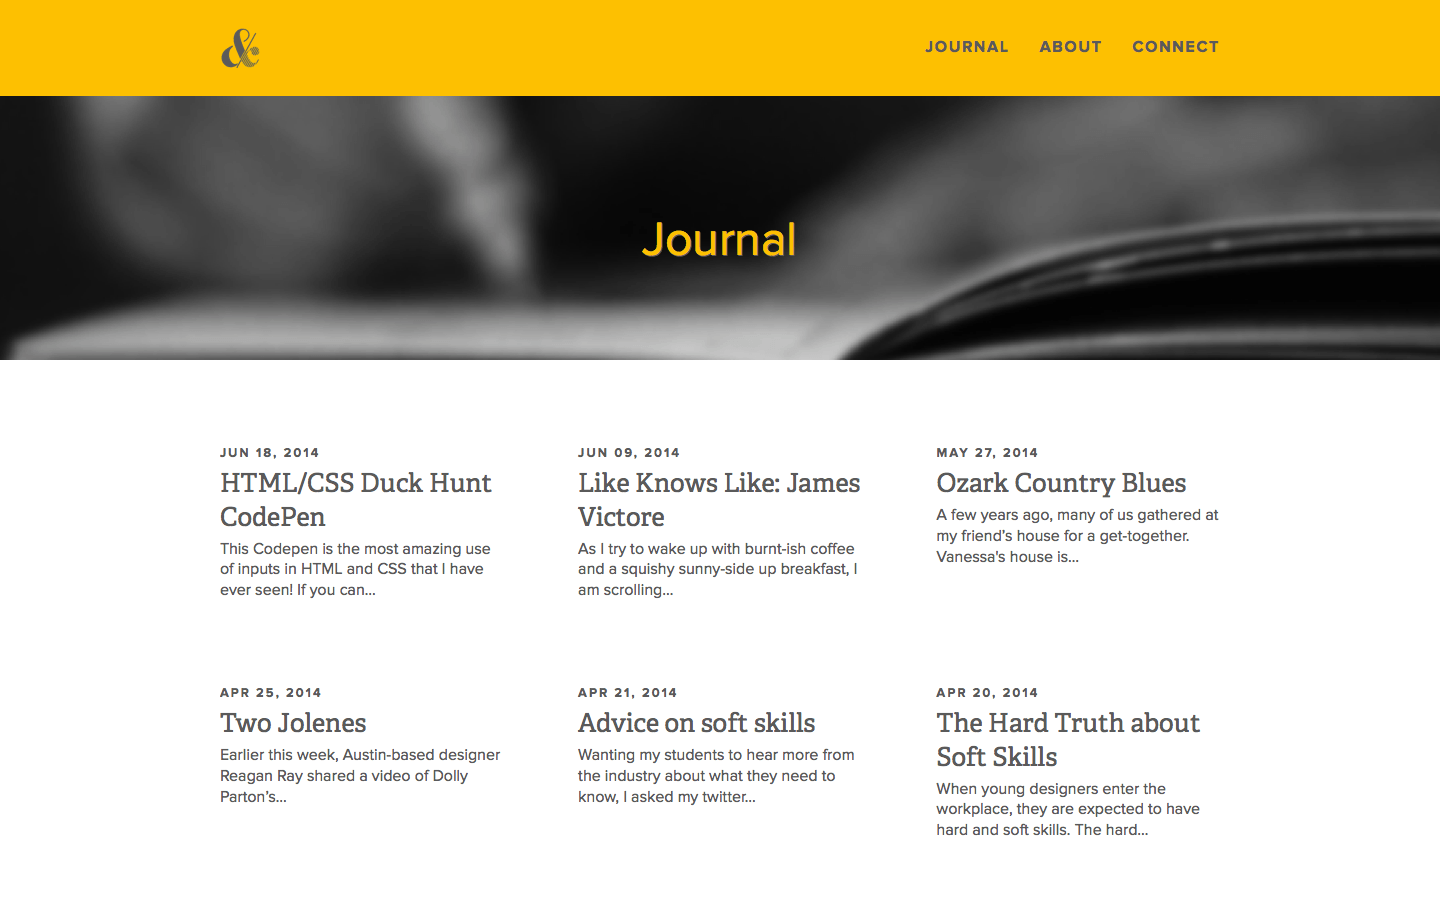 &
JOURNAL ABOUT CONNECT
Journal
JUN 18, 2014
HTML/CSS Duck Hunt
CodePen
This Codepen is the most amazing use
of inputs in HTML and CSS that I have
ever seen! If you can...
JUN 09, 2014
Like Knows Like: James
Victore
As I try to wake up with burnt-ish coffee
and a squishy sunny-side up breakfast, I
am scrolling...
MAY 27, 2014
Ozark Country Blues
A few years ago, many of us gathered at
my friend’s house for a get-together.
Vanessa's house is...
APR 25, 2014
Two Jolenes
Earlier this week, Austin-based designer
Reagan Ray shared a video of Dolly
Parton’s...
APR 21, 2014
Advice on soft skills
Wanting my students to hear more from
the industry about what they need to
know, I asked my twitter...
APR 20, 2014
The Hard Truth about
Soft Skills
When young designers enter the
workplace, they are expected to have
hard and soft skills. The hard...